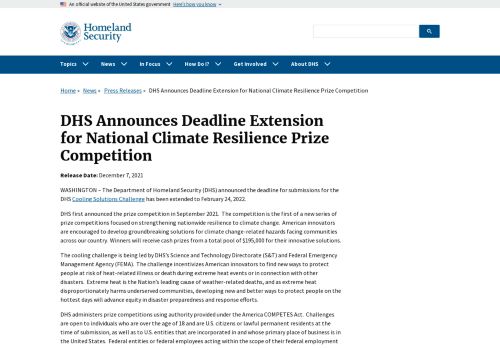 An official website of the United States government Here's how you know
Homeland
Security
Topics News In Focus How Do I? Get Involved About DHS
Home » News » Press Releases » DHS Announces Deadline Extension for National Climate Resilience Prize Competition
DHS Announces Deadline Extension
for National Climate Resilience Prize
Competition
Release Date: December 7, 2021
WASHINGTON – The Department of Homeland Security (DHS) announced the deadline for submissions for the
DHS Cooling Solutions Challenge has been extended to February 24, 2022.
DHS first announced the prize competition in September 2021. The competition is the first of a new series of
prize competitions focused on strengthening nationwide resilience to climate change. American innovators
are encouraged to develop groundbreaking solutions for climate change-related hazards facing communities
across our country. Winners will receive cash prizes from a total pool of $195,000 for their innovative solutions.
The cooling challenge is being led by DHS's Science and Technology Directorate (S&T) and Federal Emergency
Management Agency (FEMA). The challenge incentivizes American innovators to find new ways to protect
people at risk of heat-related illness or death during extreme heat events or in connection with other
disasters. Extreme heat is the Nation's leading cause of weather-related deaths, and as extreme heat
disproportionately harms underserved communities, developing new and better ways to protect people on the
hottest days will advance equity in disaster preparedness and response efforts.
DHS administers prize competitions using authority provided under the America COMPETES Act. Challenges
are open to individuals who are over the age of 18 and are U.S. citizens or lawful permanent residents at the
time of submission, as well as to U.S. entities that are incorporated in and whose primary place of business is in
the United States. Federal entities or federal employees acting within the scope of their federal employment